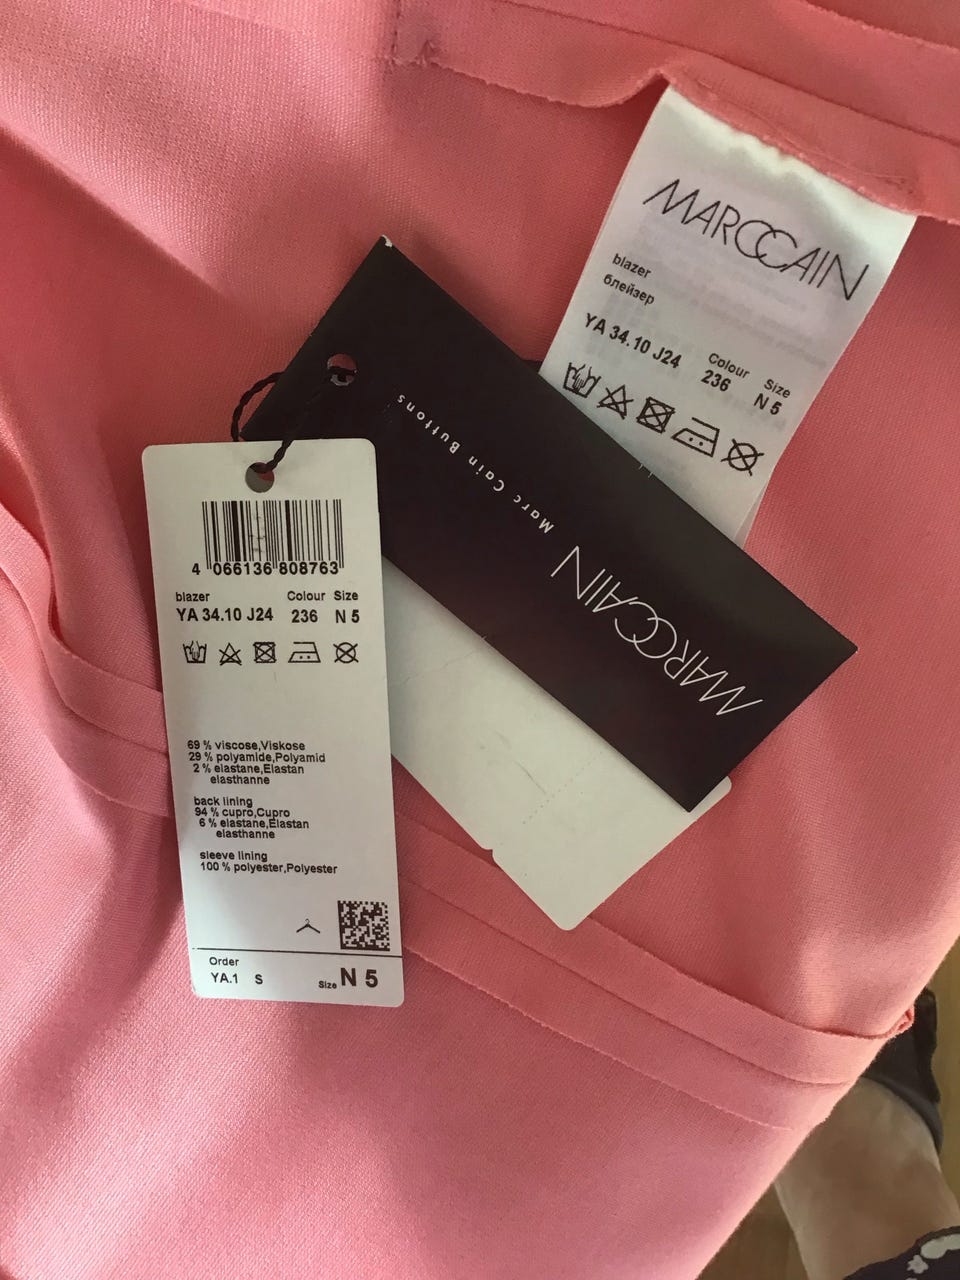 MARCCAIN
blazer
блейзер
YA 34.10 J24 Colour 236 Size N 5
Marc Cain Buttons
MARCCAIN
4 066136 808763
blazer Colour Size
YA 34.10 J24 236 N 5
69 % viscose,Viskose
29 % polyamide,Polyamid
2 % elastane,Elastan
elasthanne
back lining
94 % cupro,Cupro
6 % elastane,Elastan
elasthanne
sleeve lining
100 % polyester,Polyester
Order
YA.1 S Size N 5